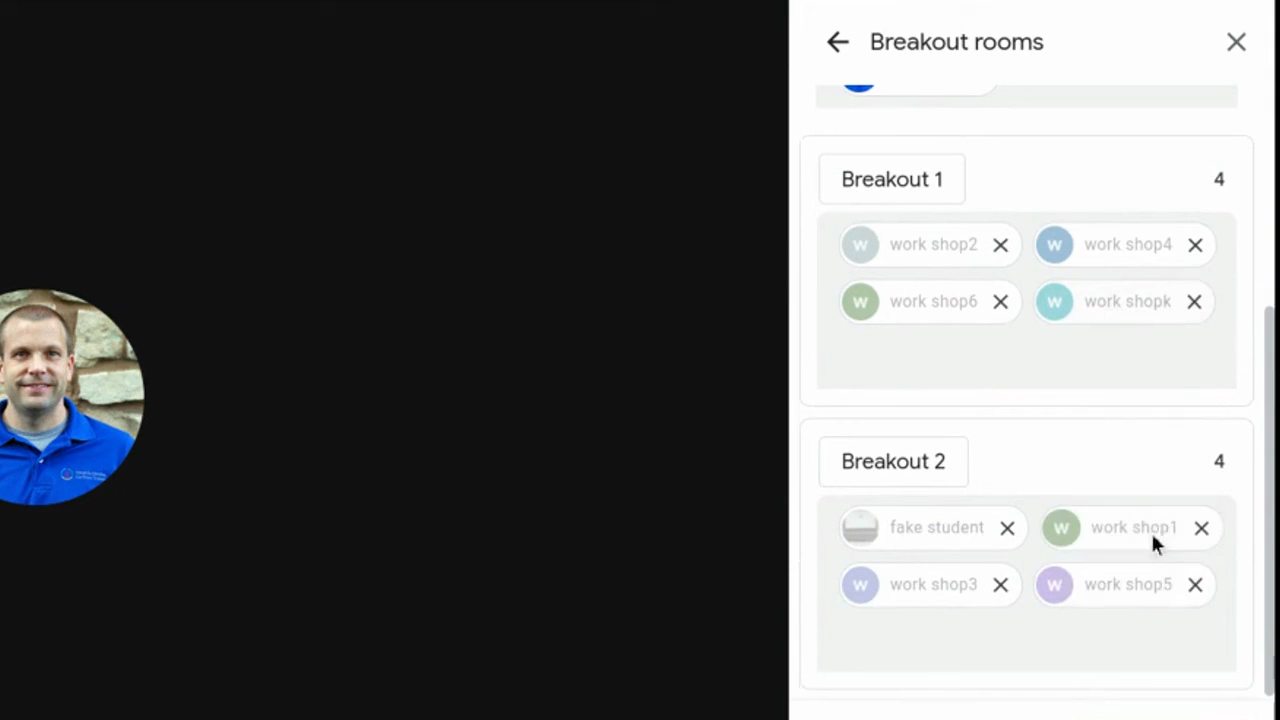 Breakout rooms
Breakout 1 4
W work shop2 W work shop4
W work shop6 W work shopk
Breakout 2 4
fake student W work shop1
W work shop3 W work shop5